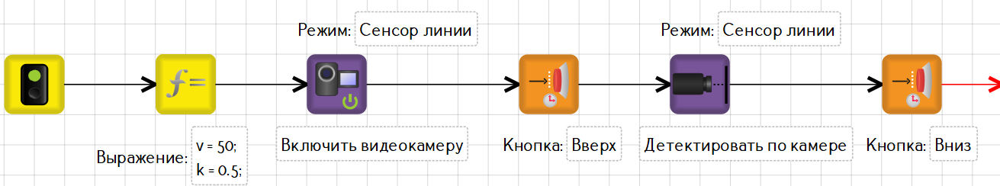 Режим: Сенсор линии
Режим: Сенсор линии
f =
Выражение: v = 50;
k = 0.5;
Включить видеокамеру
Кнопка: Вверх
Детектировать по камере
Кнопка: Вниз